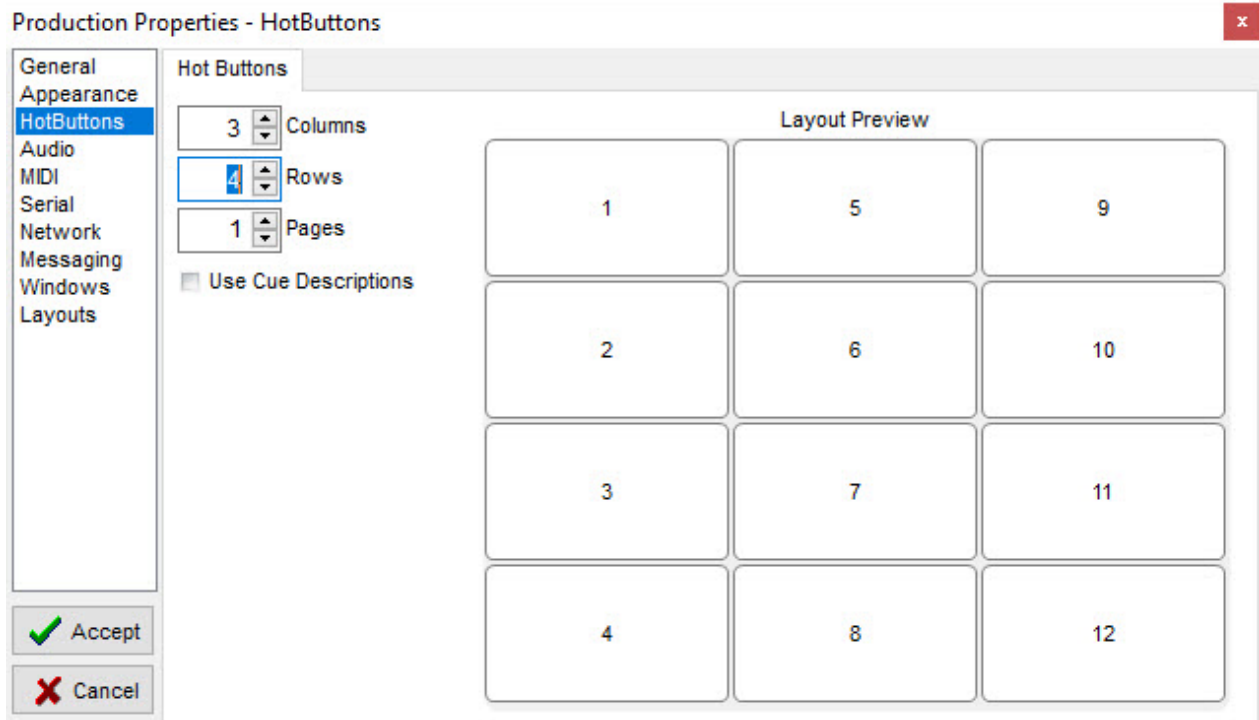 Production Properties - HotButtons
x
General
Appearance
HotButtons
Audio
MIDI
Serial
Network
Messaging
Windows
Layouts
Accept
Cancel
Hot Buttons
3 Columns
4 Rows
1 Pages
Use Cue Descriptions
Layout Preview
1 5 9
2 6 10
3 7 11
4 8 12